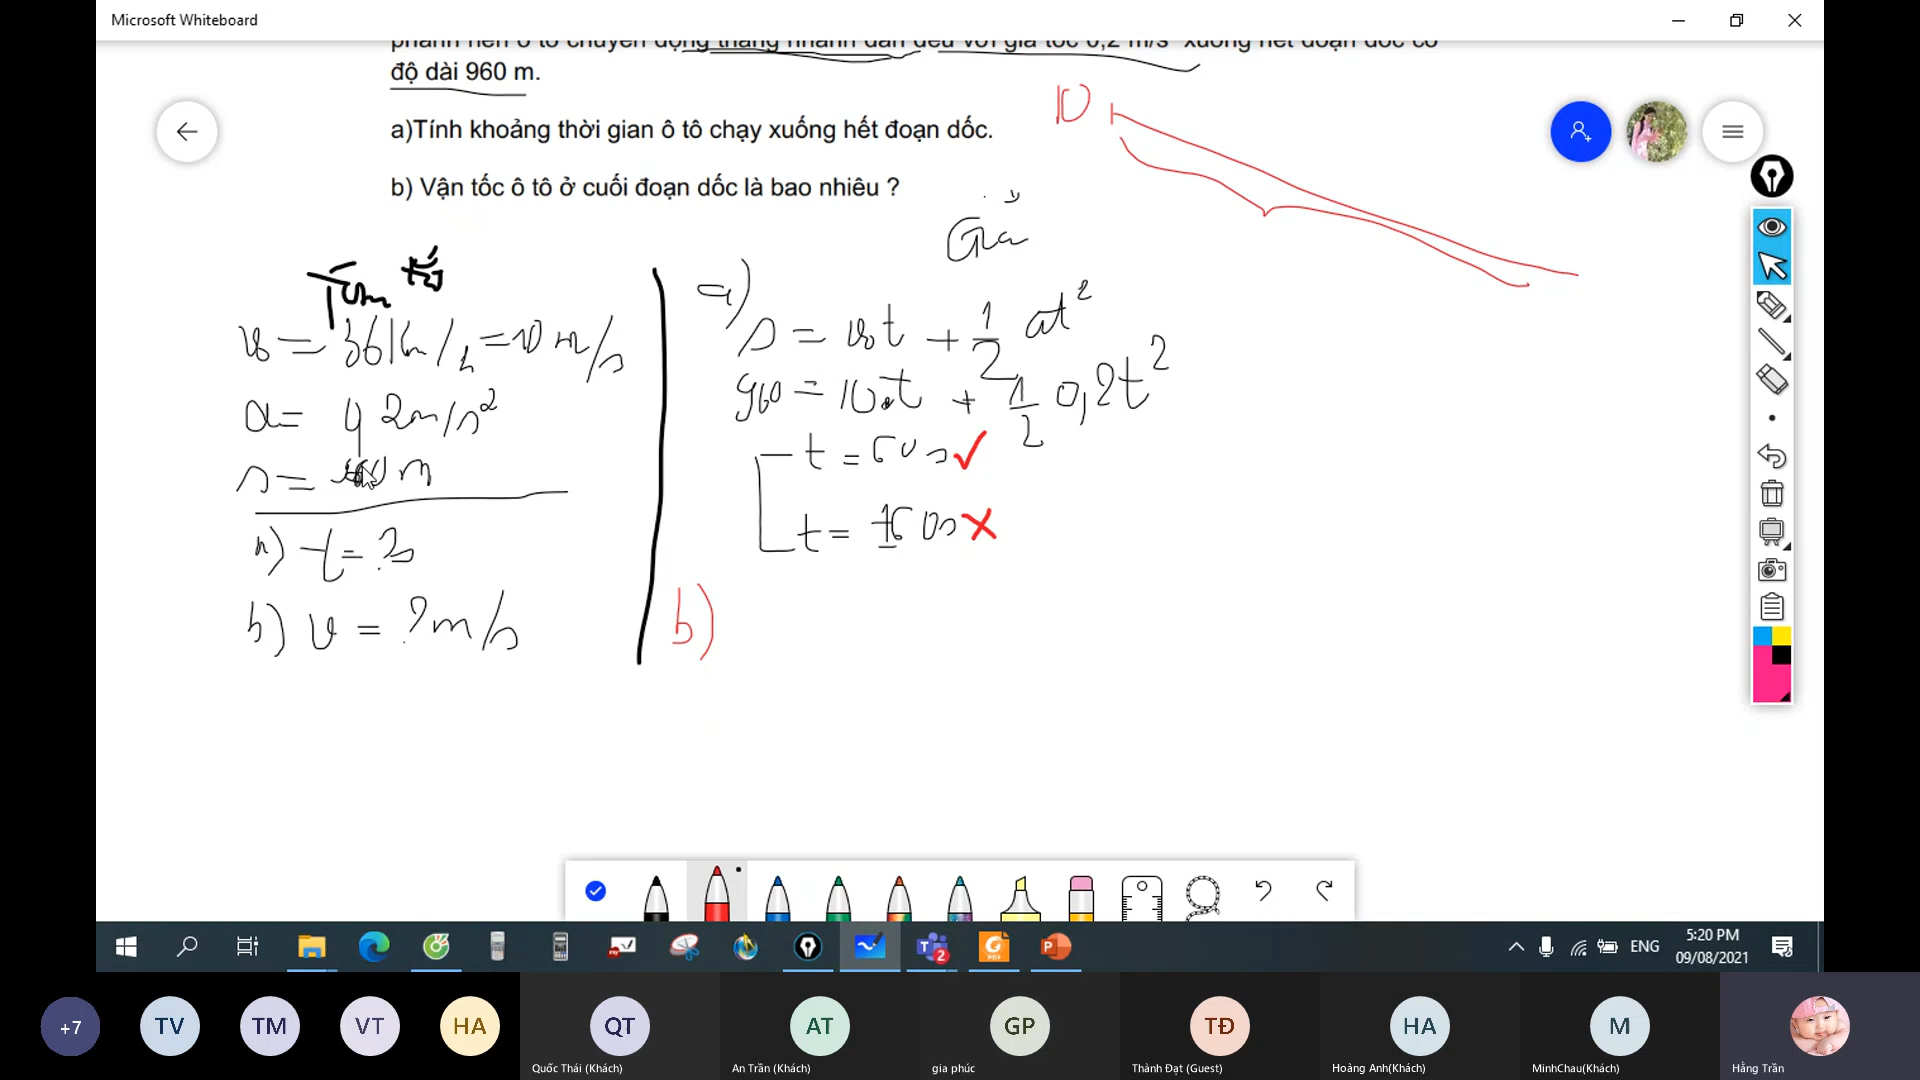 Microsoft Whiteboard
độ dài 960 m.
a)Tính khoảng thời gian ô tô chạy xuống hết đoạn dốc.
b) Vận tốc ô tô ở cuối đoạn dốc là bao nhiêu ?
10
Tóm tắt
v₀ = 36 km/h = 10 m/s
a = 0,2 m/s²
s = 960 m
a) t = ? s
b) v = ? m/s
Giải
a)
s = v₀t + 1/2 at²
960 = 10.t + 1/2 0,2t²
t = 60 s ✓
t = -160 s X
b)
ENG
5:20 PM
09/08/2021
2
+7
TV
TM
VT
HA
QT
Quốc Thái (Khách)
AT
An Trần (Khách)
GP
gia phúc
TĐ
Thành Đạt (Guest)
HA
Hoàng Anh(Khách)
M
MinhChau(Khách)
Hằng Trần